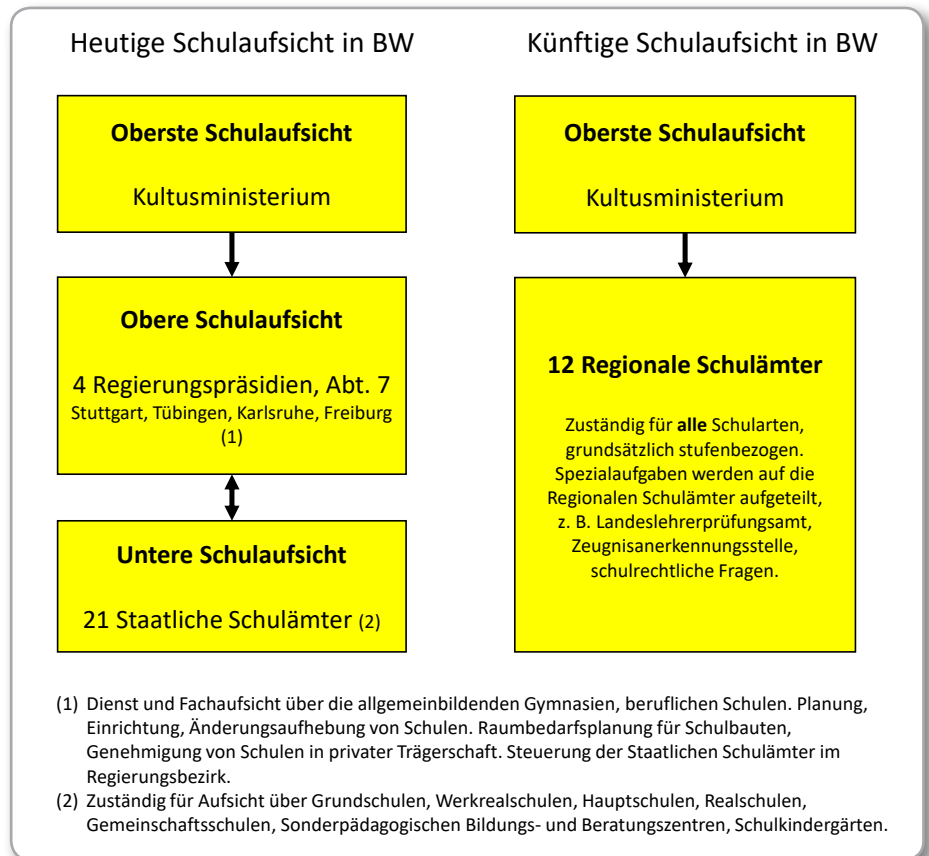 Heutige Schulaufsicht in BW
Oberste Schulaufsicht
Kultusministerium
Obere Schulaufsicht
4 Regierungspräsidien, Abt. 7
Stuttgart, Tübingen, Karlsruhe, Freiburg
(1)
Untere Schulaufsicht
21 Staatliche Schulämter (2)
Künftige Schulaufsicht in BW
Oberste Schulaufsicht
Kultusministerium
12 Regionale Schulämter
Zuständig für alle Schularten,
grundsätzlich stufenbezogen.
Spezialaufgaben werden auf die
Regionalen Schulämter aufgeteilt,
z. B. Landeslehrerprüfungsamt,
Zeugnisanerkennungsstelle,
schulrechtliche Fragen.
(1) Dienst und Fachaufsicht über die allgemeinbildenden Gymnasien, beruflichen Schulen. Planung,
Einrichtung, Änderungsaufhebung von Schulen. Raumbedarfsplanung für Schulbauten,
Genehmigung von Schulen in privater Trägerschaft. Steuerung der Staatlichen Schulämter im
Regierungsbezirk.
(2) Zuständig für Aufsicht über Grundschulen, Werkrealschulen, Hauptschulen, Realschulen,
Gemeinschaftsschulen, Sonderpädagogischen Bildungs- und Beratungszentren, Schulkindergärten.